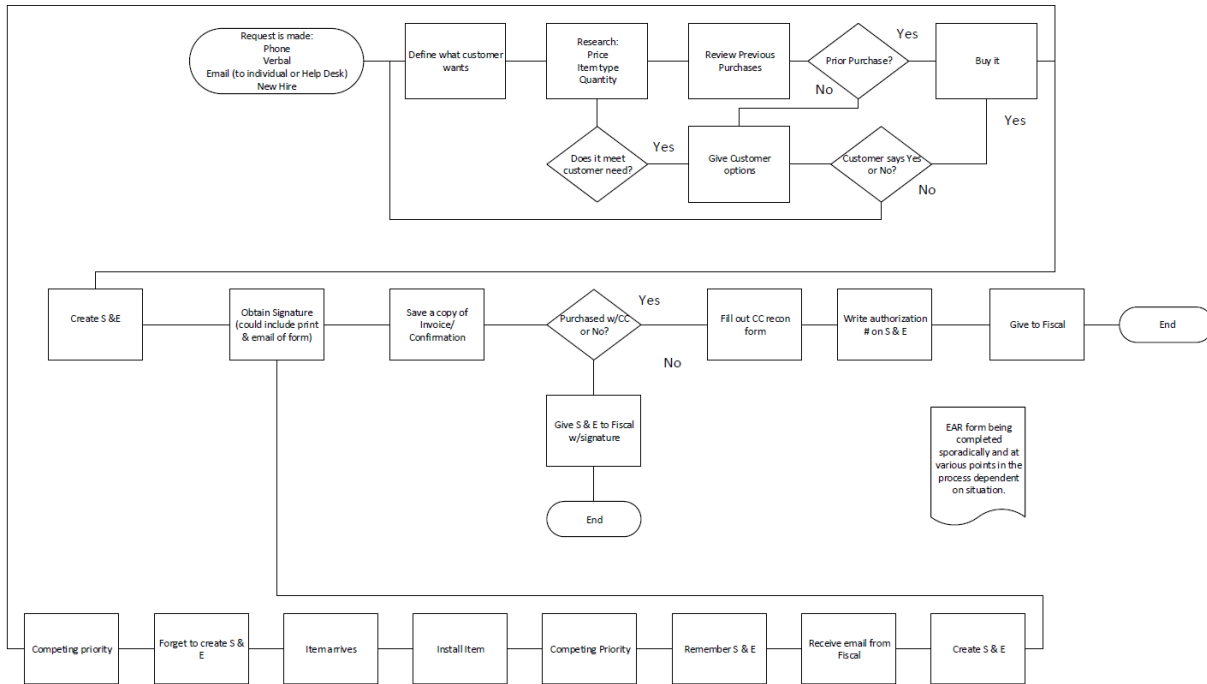 Request is made:
Phone
Verbal
Email (to individual or Help Desk)
New Hire
Define what customer
wants
Research:
Price
Item type
Quantity
Review Previous
Purchases
Prior Purchase?
Yes
No
Buy it
Does it meet
customer need?
Yes
Give Customer
options
Customer says Yes
or No?
Yes
No
Create S & E
Obtain Signature
(could include print
& email of form)
Save a copy of
Invoice/
Confirmation
Purchased w/CC
or No?
Yes
No
Fill out CC recon
form
Write authorization
# on S & E
Give to Fiscal
End
Give S & E to Fiscal
w/signature
End
EAR form being
completed
sporadically and at
various points in the
process dependent
on situation.
Competing priority
Forget to create S &
E
Item arrives
Install Item
Competing Priority
Remember S & E
Receive email from
Fiscal
Create S & E